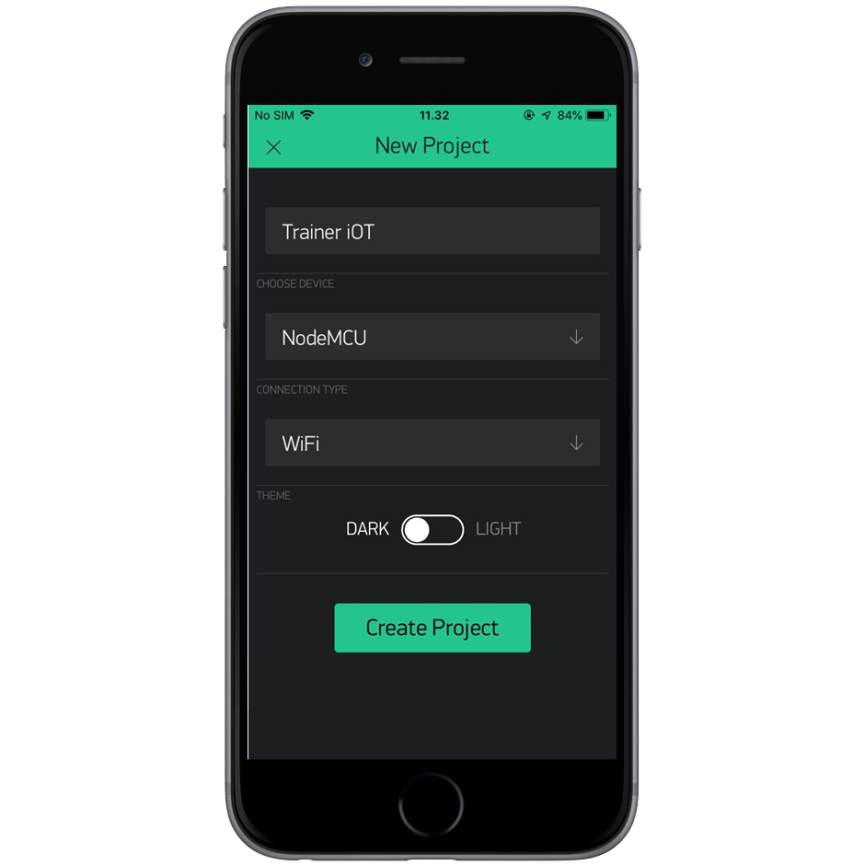 No SIM 11.32 84%
New Project
Trainer iOT
CHOOSE DEVICE
NodeMCU
CONNECTION TYPE
WiFi
THEME
DARK LIGHT
Create Project